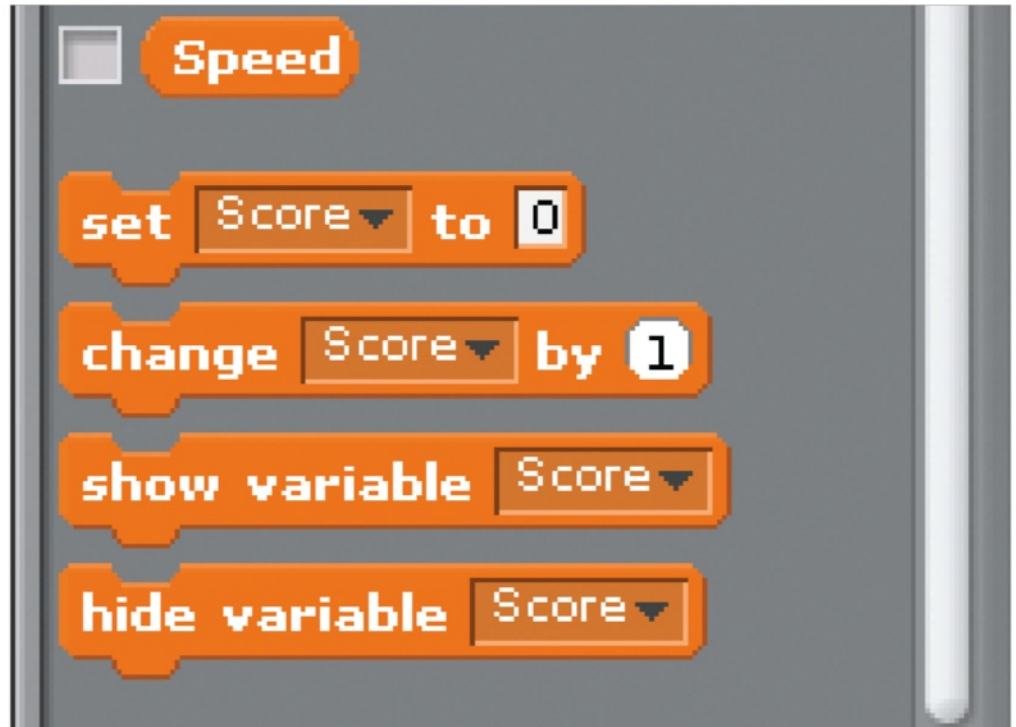 Speed
set Score to 0
change Score by 1
show variable Score
hide variable Score